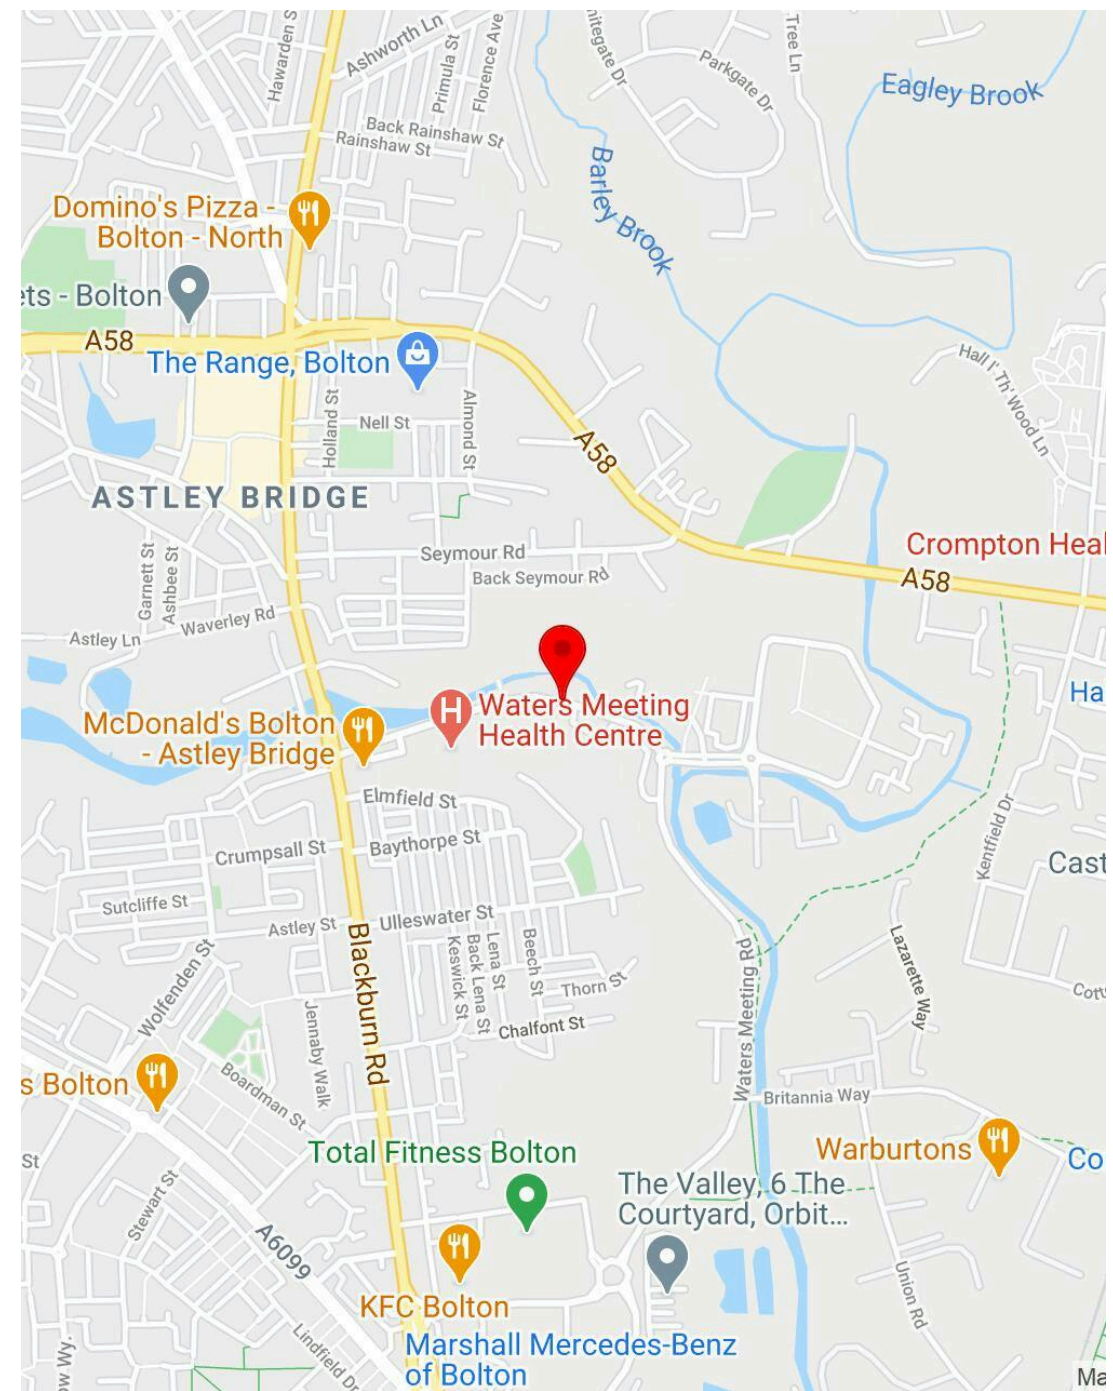 Hawarden S
Ashworth Ln
Primula St
Florence Ave
hitegate Dr
Parkgate Dr
Tree Ln
Eagley Brook
Back Rainshaw St
Rainshaw St
Barley Brook
Domino's Pizza -
Bolton - North
ets - Bolton
A58
The Range, Bolton
Hall I' Th' Wood Ln
Holland St
Nell St
Almond St
A58
ASTLEY BRIDGE
Seymour Rd
Back Seymour Rd
Crompton Heal
A58
Garnett St
Ashbee St
Waverley Rd
Astley Ln
Waters Meeting
Health Centre
Ha
McDonald's Bolton
- Astley Bridge
Elmfield St
Baythorpe St
Crumpsall St
Kentfield Dr
Cast
Sutcliffe St
Astley St
Ulleswater St
Blackburn Rd
Keswick St
Back Lena St
Lena St
Beech St
Thorn St
Chalfont St
Waters Meeting Rd
Lazarette Way
Wolfenden St
Jennaby Walk
s Bolton
Boardman St
Britannia Way
Total Fitness Bolton
Warburtons
Co
St
Stewart St
The Valley, 6 The
Courtyard, Orbit...
A6099
KFC Bolton
Union Rd
Marshall Mercedes-Benz
of Bolton
Lindfield Dr
ow Wy.
Ma